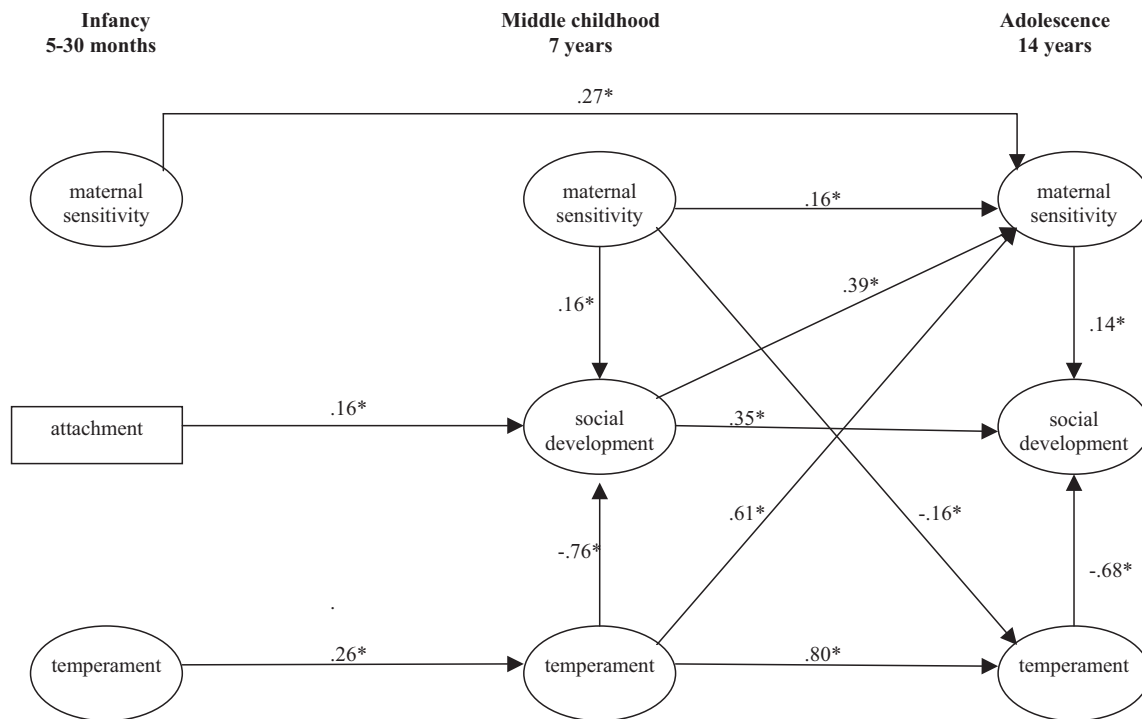 Infancy
5-30 months
Middle childhood
7 years
Adolescence
14 years
.27*
maternal
sensitivity
maternal
sensitivity
.16*
maternal
sensitivity
.16*
.39*
.14*
attachment
.16*
social
development
.35*
social
development
-.76*
.61*
-.16*
-.68*
.
temperament
.26*
temperament
.80*
temperament